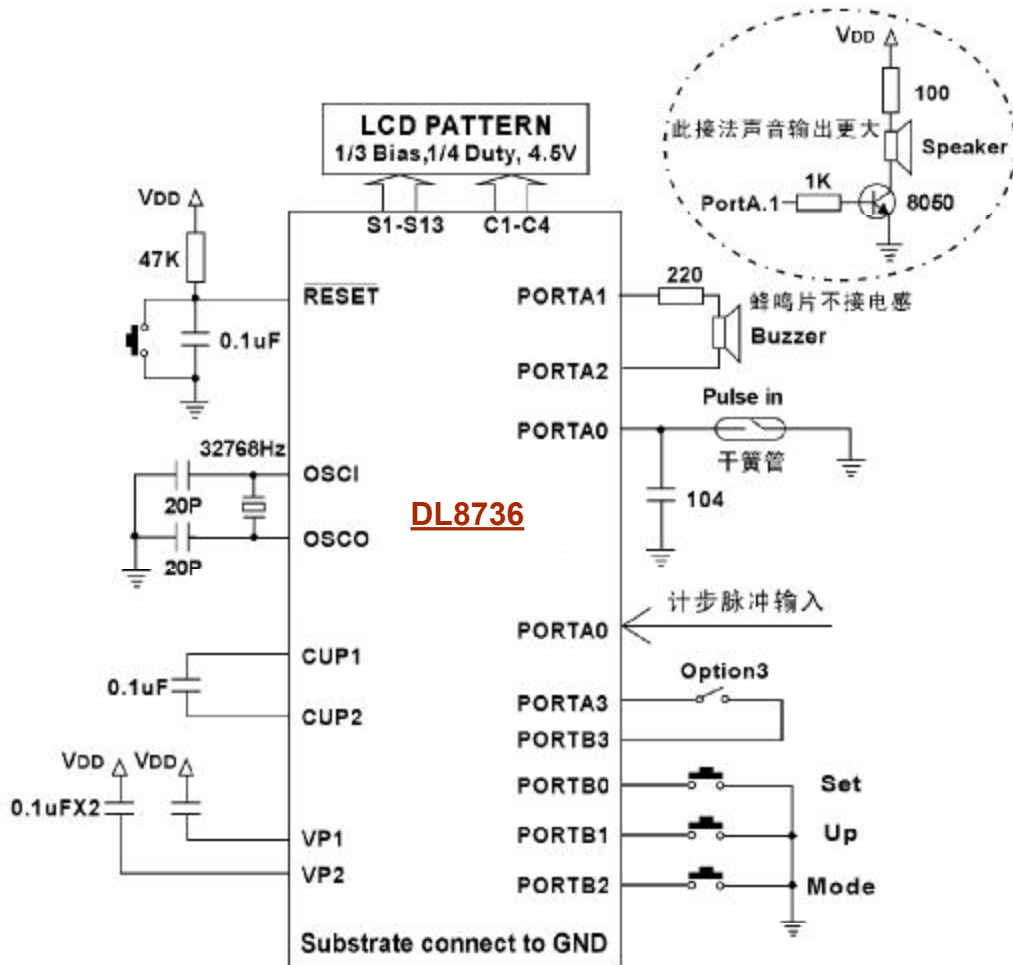 VDD
100
此接法声音输出更大
Speaker
1K
PortA.1
8050
LCD PATTERN
1/3 Bias,1/4 Duty, 4.5V
S1-S13
C1-C4
VDD
47K
RESET
0.1uF
PORTA1
220
蜂鸣片不接电感
Buzzer
PORTA2
Pulse in
PORTA0
干簧管
104
32768Hz
OSCI
20P
DL8736
OSCO
20P
计步脉冲输入
PORTA0
CUP1
0.1uF
CUP2
Option3
PORTA3
PORTB3
VDD
VDD
0.1uFX2
VP1
VP2
PORTB0
Set
PORTB1
Up
PORTB2
Mode
Substrate connect to GND